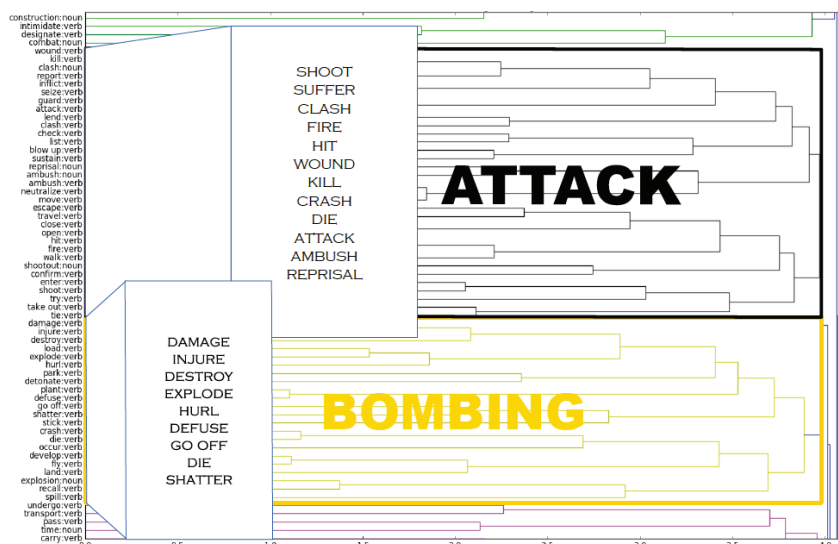 construction:noun
intimidate:verb
designate:verb
combat:noun
wound:verb
kill:verb
clash:noun
report:verb
inflict:verb
seize:verb
guard:verb
attack:verb
lend:verb
clash:verb
check:verb
list:verb
blow up:verb
sustain:verb
reprisal:noun
ambush:noun
ambush:verb
neutralize:verb
move:verb
escape:verb
travel:verb
close:verb
open:verb
hit:verb
fire:verb
walk:verb
shootout:noun
confirm:verb
enter:verb
shoot:verb
try:verb
take out:verb
tie:verb
damage:verb
injure:verb
destroy:verb
load:verb
explode:verb
hurl:verb
park:verb
detonate:verb
plant:verb
defuse:verb
go off:verb
shatter:verb
stick:verb
crash:verb
die:verb
occur:verb
develop:verb
fly:verb
land:verb
explosion:noun
recall:verb
spill:verb
undergo:verb
transport:verb
pass:verb
time:noun
carry:verb
SHOOT
SUFFER
CLASH
FIRE
HIT
WOUND
KILL
CRASH
DIE
ATTACK
AMBUSH
REPRISAL
ATTACK
DAMAGE
INJURE
DESTROY
EXPLODE
HURL
DEFUSE
GO OFF
DIE
SHATTER
BOMBING